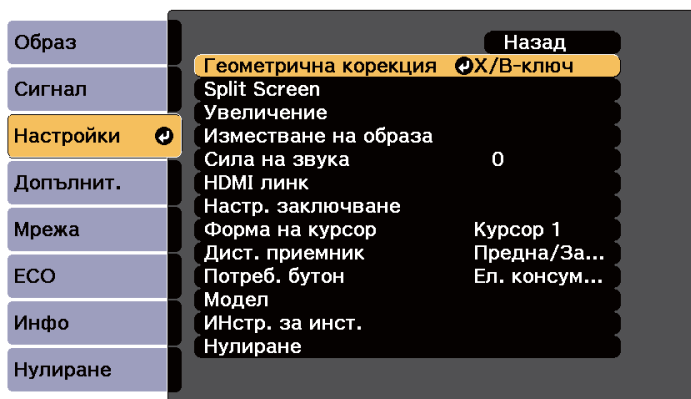 Образ
Сигнал
Настройки
Допълнит.
Мрежа
ECO
Инфо
Нулиране
Назад
Геометрична корекция Х/В-ключ
Split Screen
Увеличение
Изместване на образа
Сила на звука 0
HDMI линк
Настр. заключване
Форма на курсор Курсор 1
Дист. приемник Предна/За...
Потреб. бутон Ел. консум...
Модел
ИНстр. за инст.
Нулиране